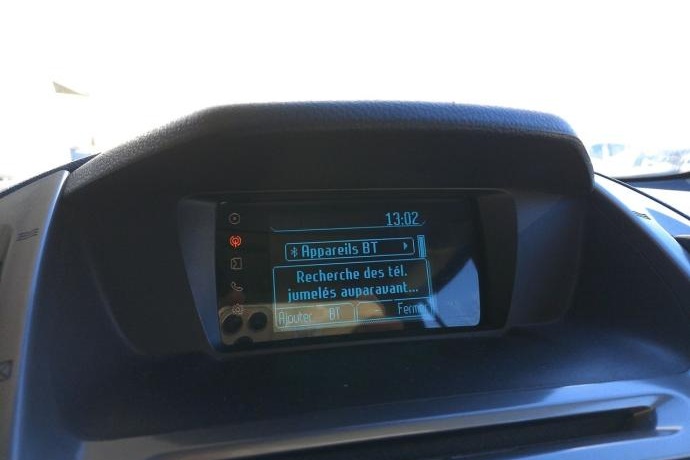 13:02
Appareils BT
Recherche des tél.
jumelés auparavant...
Ajouter BT Fermer